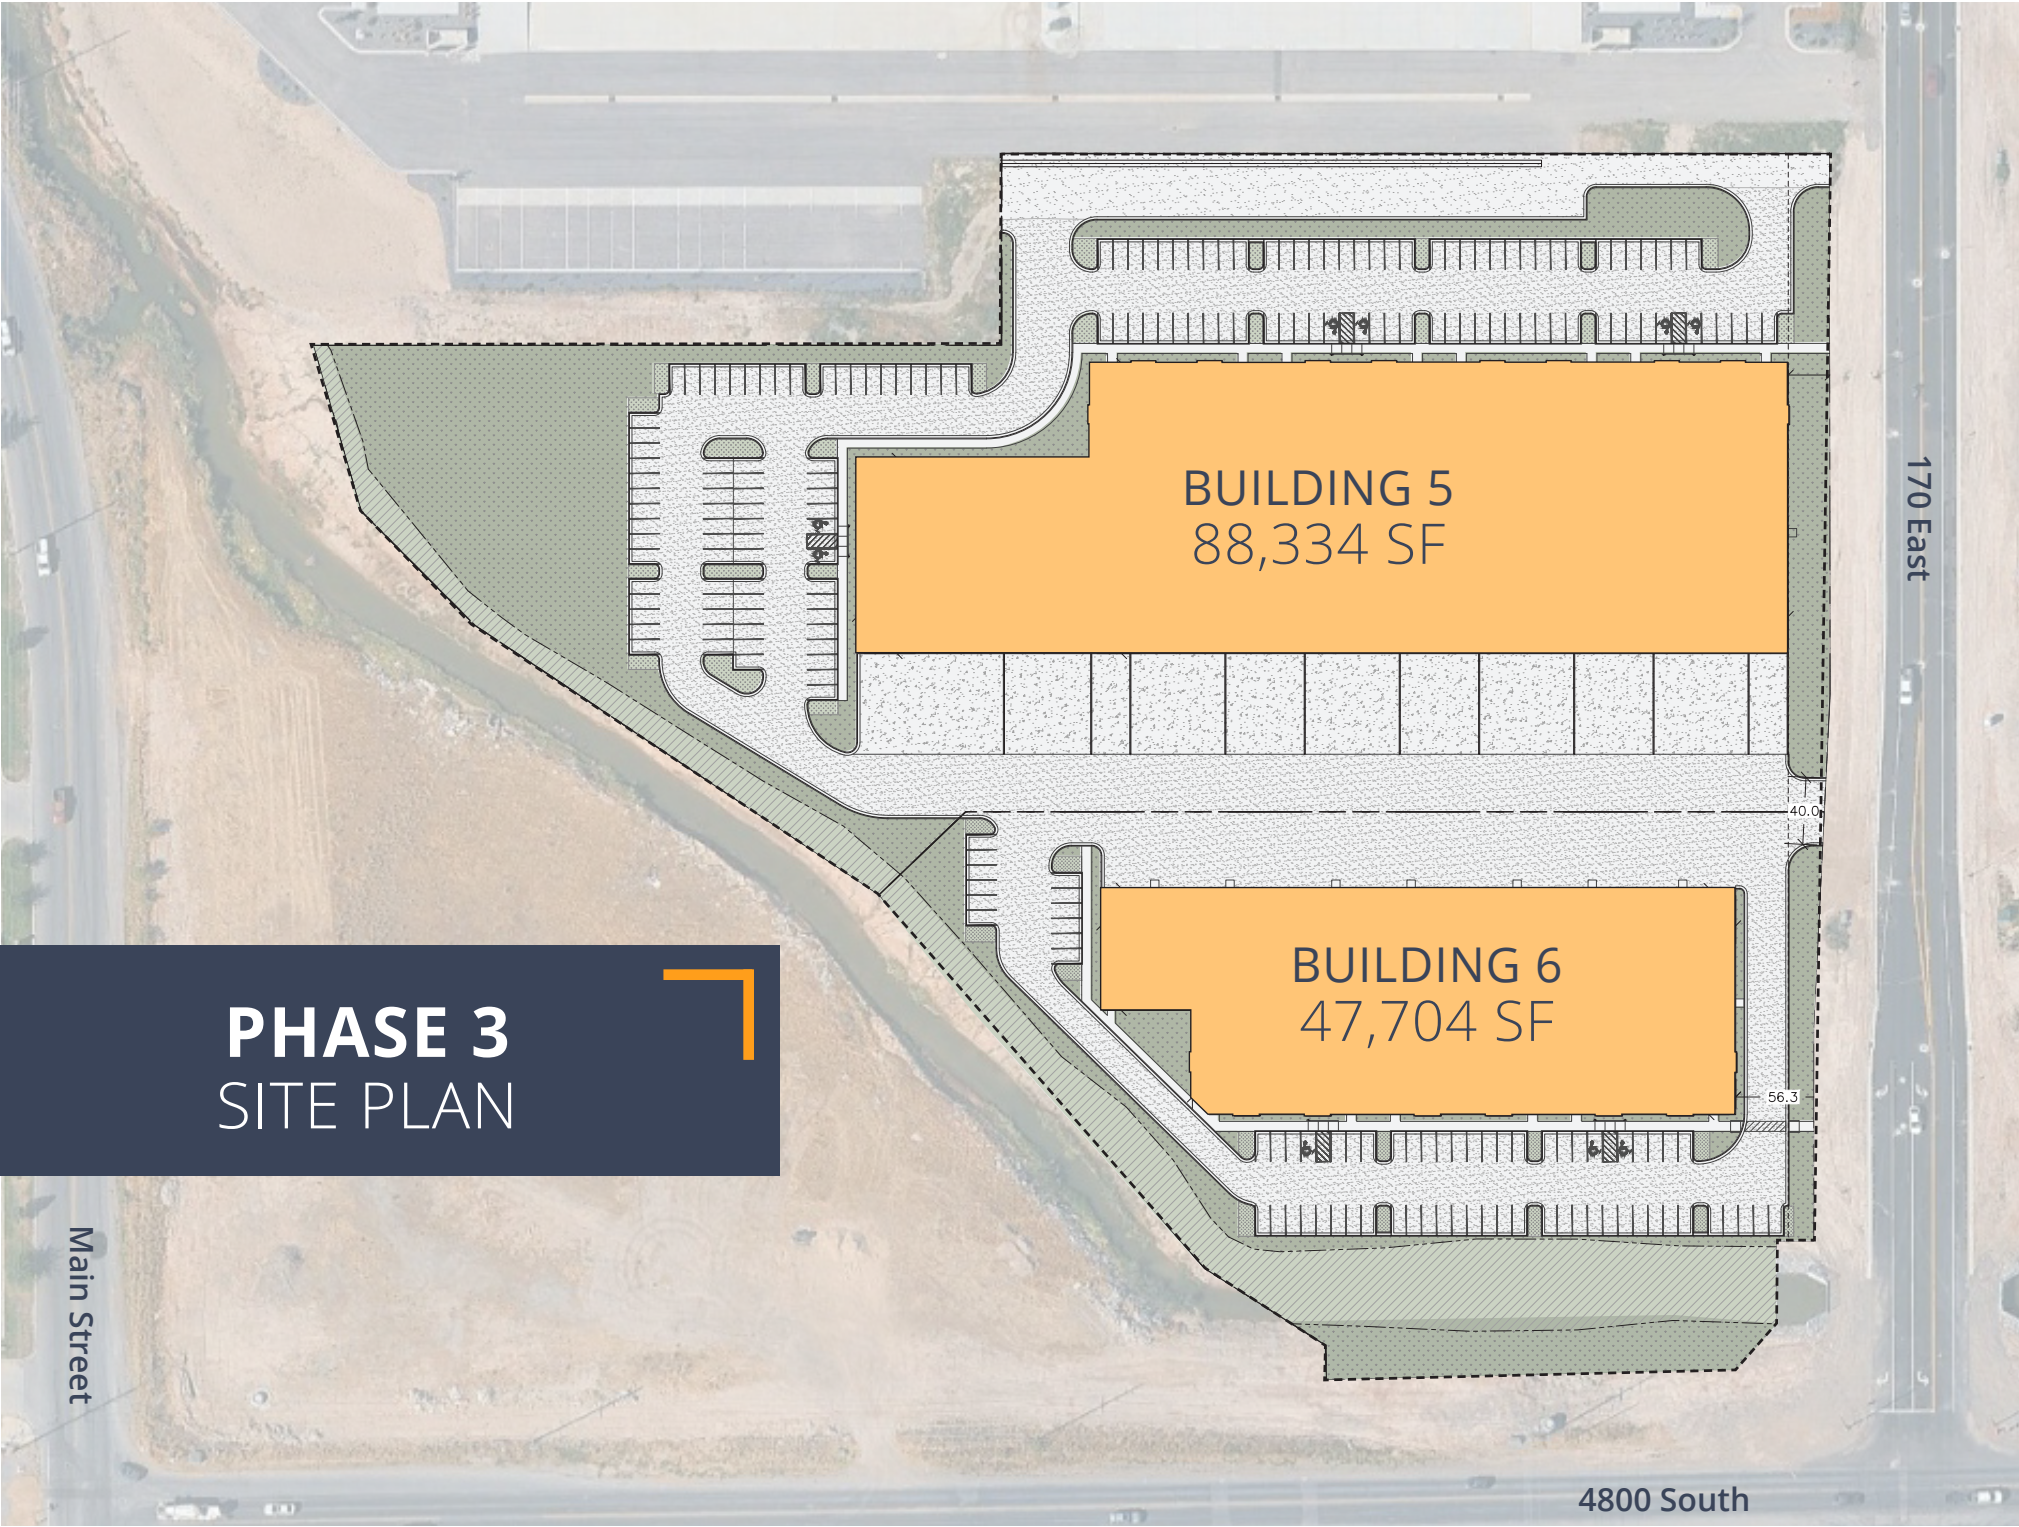 BUILDING 5
88,334 SF
170 East
40.0
BUILDING 6
47,704 SF
PHASE 3
SITE PLAN
56.3
Main Street
4800 South